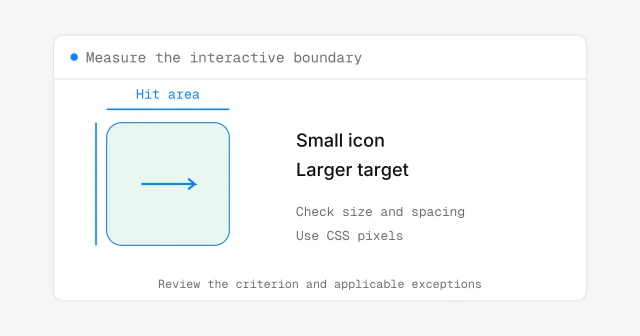 Measure the interactive boundary
Hit area
Small icon
Larger target
Check size and spacing
Use CSS pixels
Review the criterion and applicable exceptions